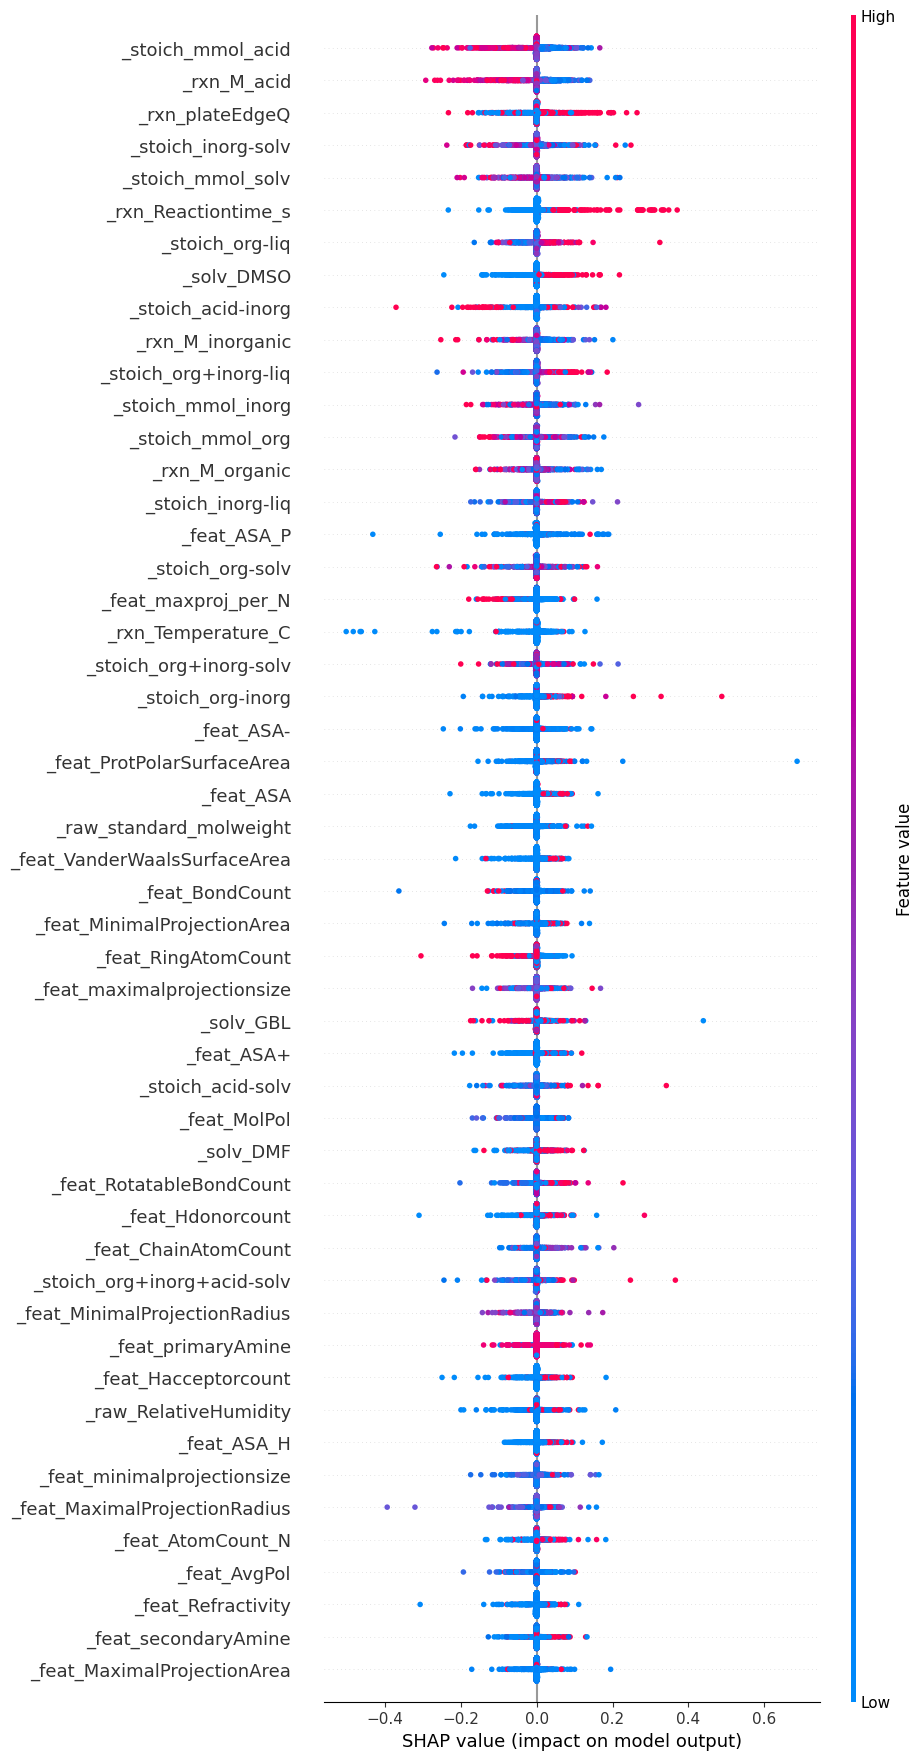 High
_stoich_mmol_acid
_rxn_M_acid
_rxn_plateEdgeQ
_stoich_inorg-solv
_stoich_mmol_solv
_rxn_Reactiontime_s
_stoich_org-liq
_solv_DMSO
_stoich_acid-inorg
_rxn_M_inorganic
_stoich_org+inorg-liq
_stoich_mmol_inorg
_stoich_mmol_org
_rxn_M_organic
_stoich_inorg-liq
_feat_ASA_P
_stoich_org-solv
_feat_maxproj_per_N
_rxn_Temperature_C
_stoich_org+inorg-solv
_stoich_org-inorg
_feat_ASA-
_feat_ProtPolarSurfaceArea
_feat_ASA
_raw_standard_molweight
_feat_VanderWaalsSurfaceArea
_feat_BondCount
_feat_MinimalProjectionArea
_feat_RingAtomCount
_feat_maximalprojectionsize
_solv_GBL
_feat_ASA+
_stoich_acid-solv
_feat_MolPol
_solv_DMF
_feat_RotatableBondCount
_feat_Hdonorcount
_feat_ChainAtomCount
_stoich_org+inorg+acid-solv
_feat_MinimalProjectionRadius
_feat_primaryAmine
_feat_Hacceptorcount
_raw_RelativeHumidity
_feat_ASA_H
_feat_minimalprojectionsize
_feat_MaximalProjectionRadius
_feat_AtomCount_N
_feat_AvgPol
_feat_Refractivity
_feat_secondaryAmine
_feat_MaximalProjectionArea
Feature value
Low
−0.4 −0.2 0.0 0.2 0.4 0.6
SHAP value (impact on model output)